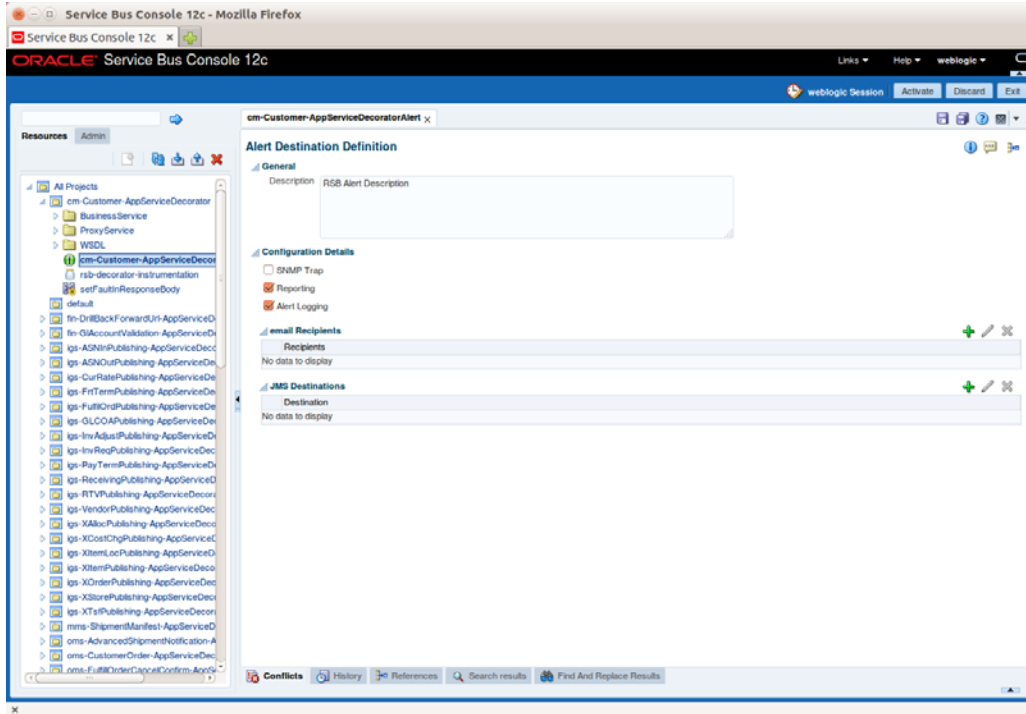 Service Bus Console 12c - Mozilla Firefox
Service Bus Console 12c
ORACLE Service Bus Console 12c
Links
Help
weblogic
weblogic Session
Activate
Discard
Exit
Resources
Admin
All Projects
cm-Customer-AppServiceDecorator
BusinessService
ProxyService
WSDL
cm-Customer-AppServiceDecor
rsb-decorator-instrumentation
setFaultInResponseBody
default
fin-DrillBackForwardUrl-AppServiceD
fin-GlAccountValidation-AppServiceD
igs-ASNInPublishing-AppServiceDeco
igs-ASNOutPublishing-AppServiceDe
igs-CurRatePublishing-AppServiceDe
igs-FrtTermPublishing-AppServiceDe
igs-FulfilOrdPublishing-AppServiceDe
igs-GLCOAPublishing-AppServiceDe
igs-InvAdjustPublishing-AppServiceD
igs-InvReqPublishing-AppServiceDec
igs-PayTermPublishing-AppServiceD
igs-ReceivingPublishing-AppServiceD
igs-RTVPublishing-AppServiceDecora
igs-VendorPublishing-AppServiceDec
igs-XAllocPublishing-AppServiceDeco
igs-XCostChgPublishing-AppServiceD
igs-XItemLocPublishing-AppServiceD
igs-XItemPublishing-AppServiceDeco
igs-XOrderPublishing-AppServiceDec
igs-XStorePublishing-AppServiceDeco
igs-XTsfPublishing-AppServiceDecora
mms-ShipmentManifest-AppServiceD
oms-AdvancedShipmentNotification-A
oms-CustomerOrder-AppServiceDec
oms-FulfillOrderCancelConfirm-AppSe
cm-Customer-AppServiceDecoratorAlert
Alert Destination Definition
General
Description
RSB Alert Description
Configuration Details
SNMP Trap
Reporting
Alert Logging
email Recipients
Recipients
No data to display
JMS Destinations
Destination
No data to display
Conflicts
History
References
Search results
Find And Replace Results